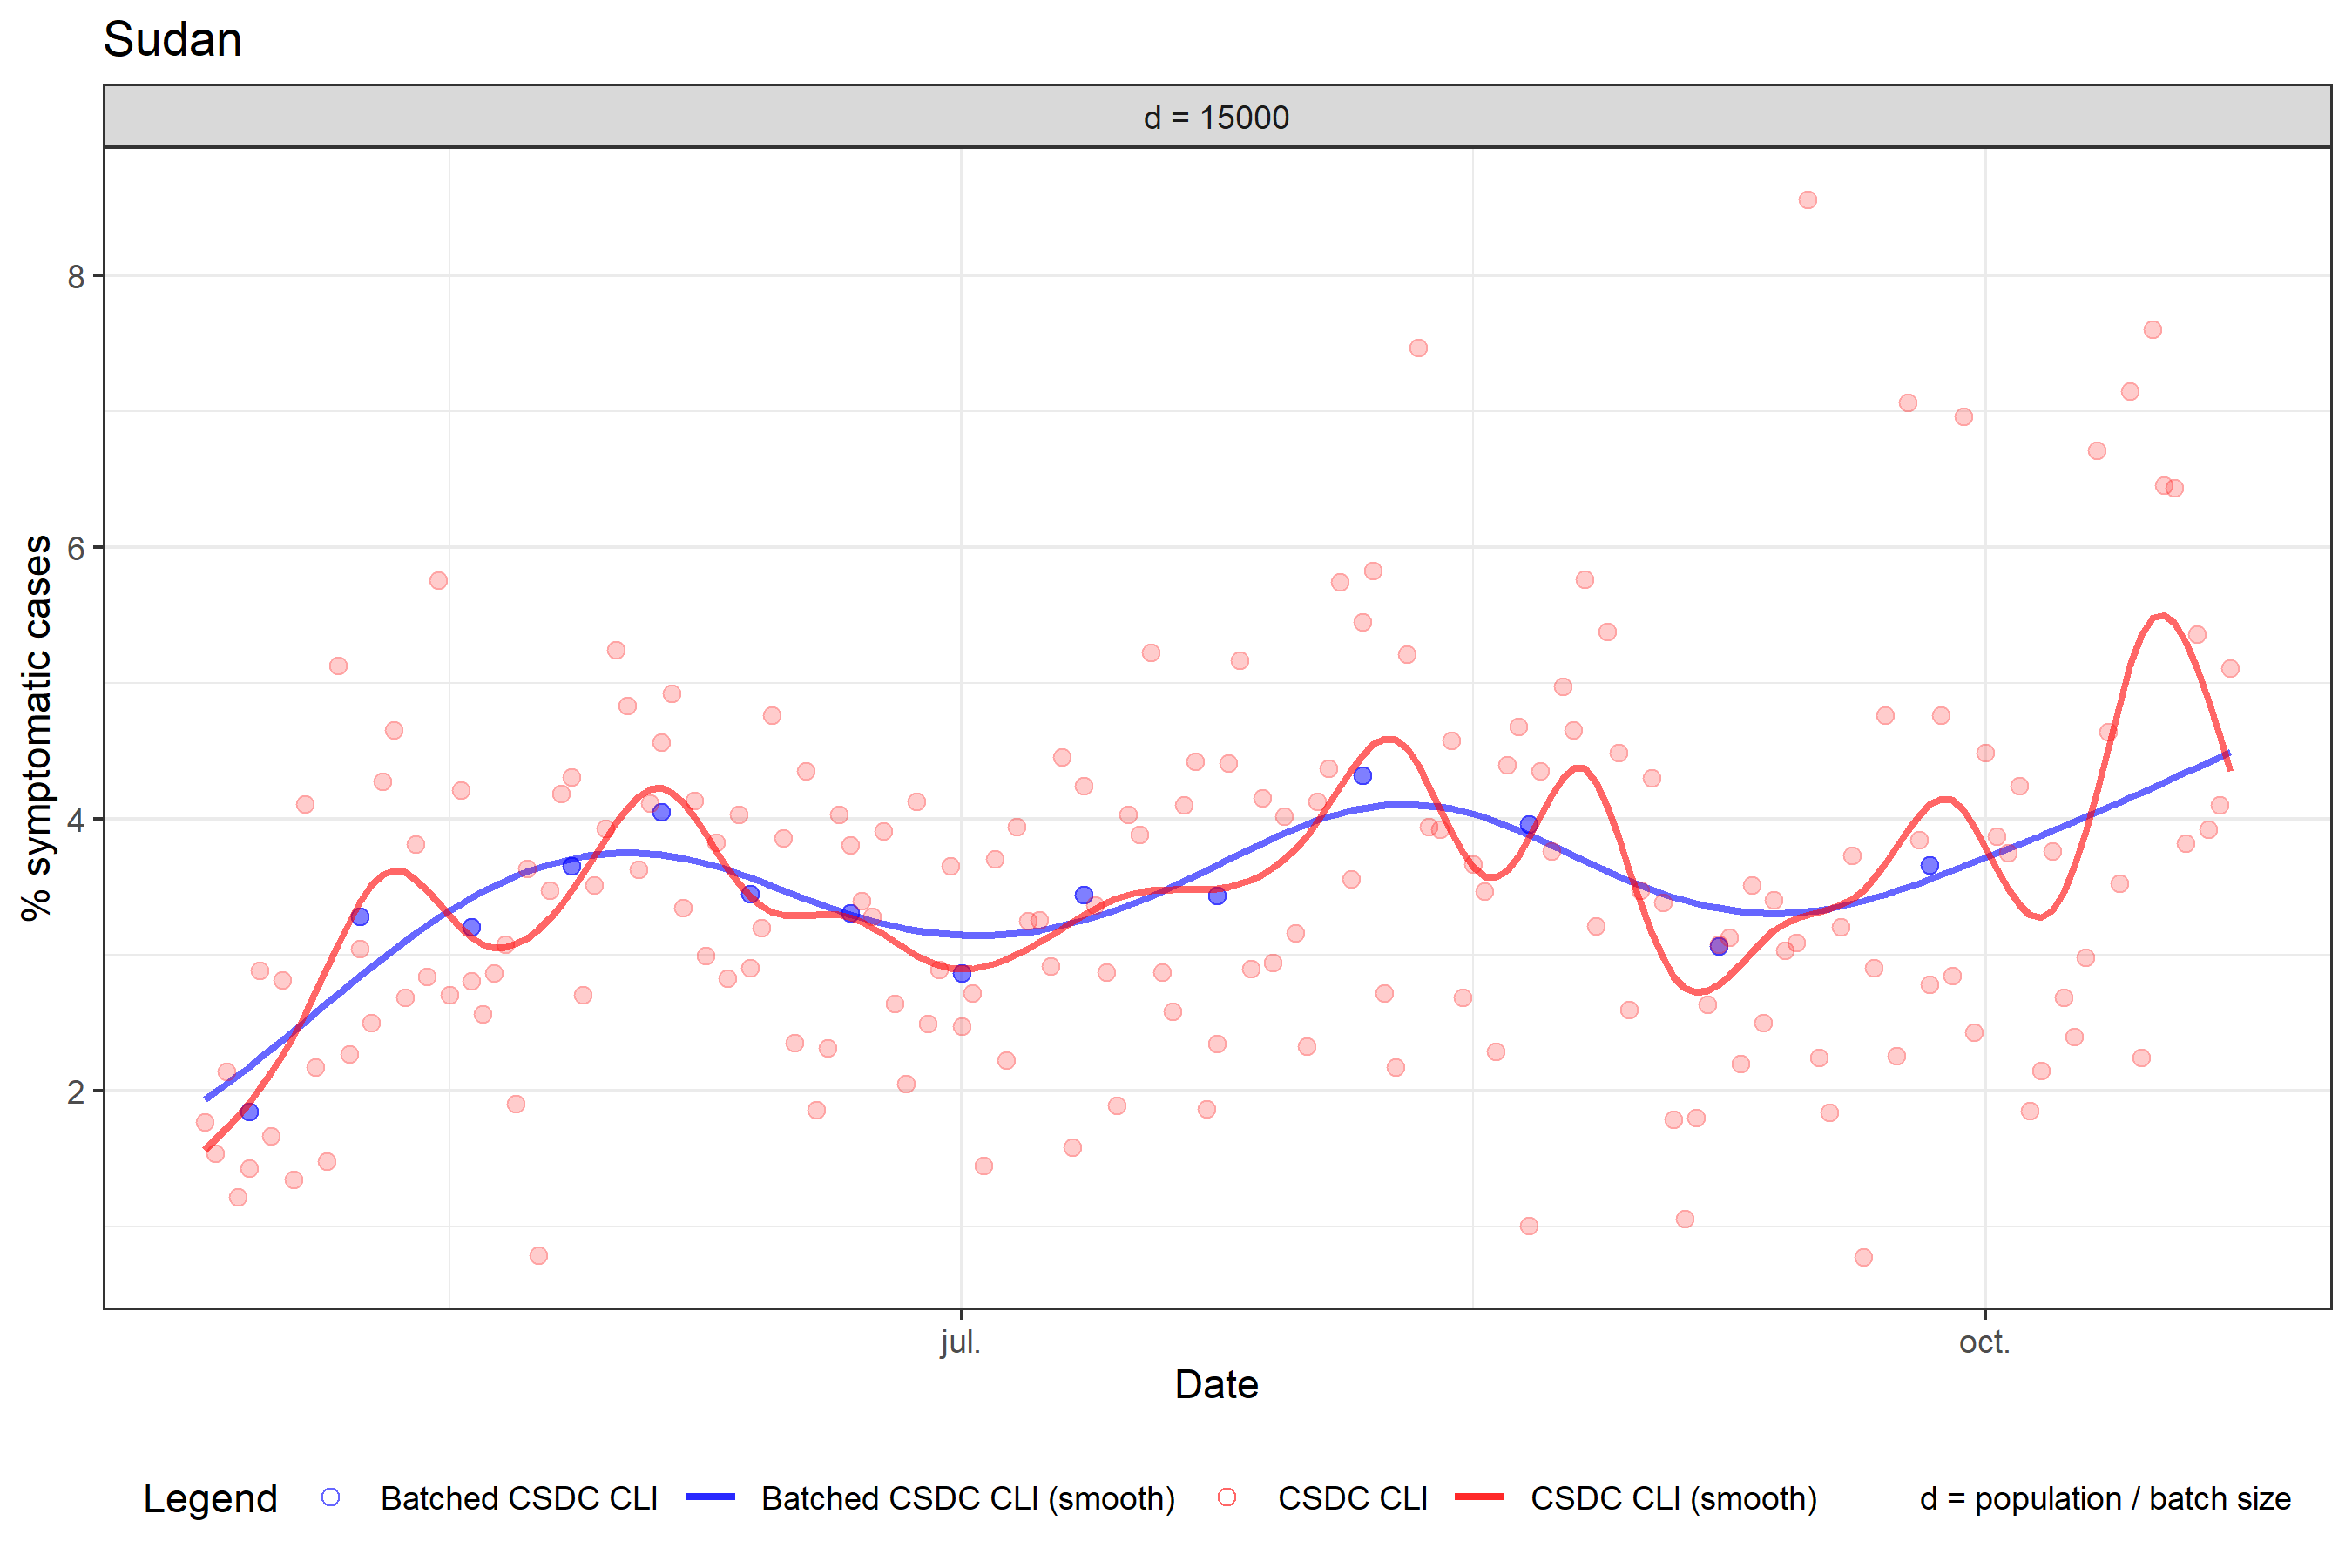 Sudan
d = 15000
% symptomatic cases
8
6
4
2
jul.
oct.
Date
Legend Batched CSDC CLI Batched CSDC CLI (smooth) CSDC CLI CSDC CLI (smooth) d = population / batch size